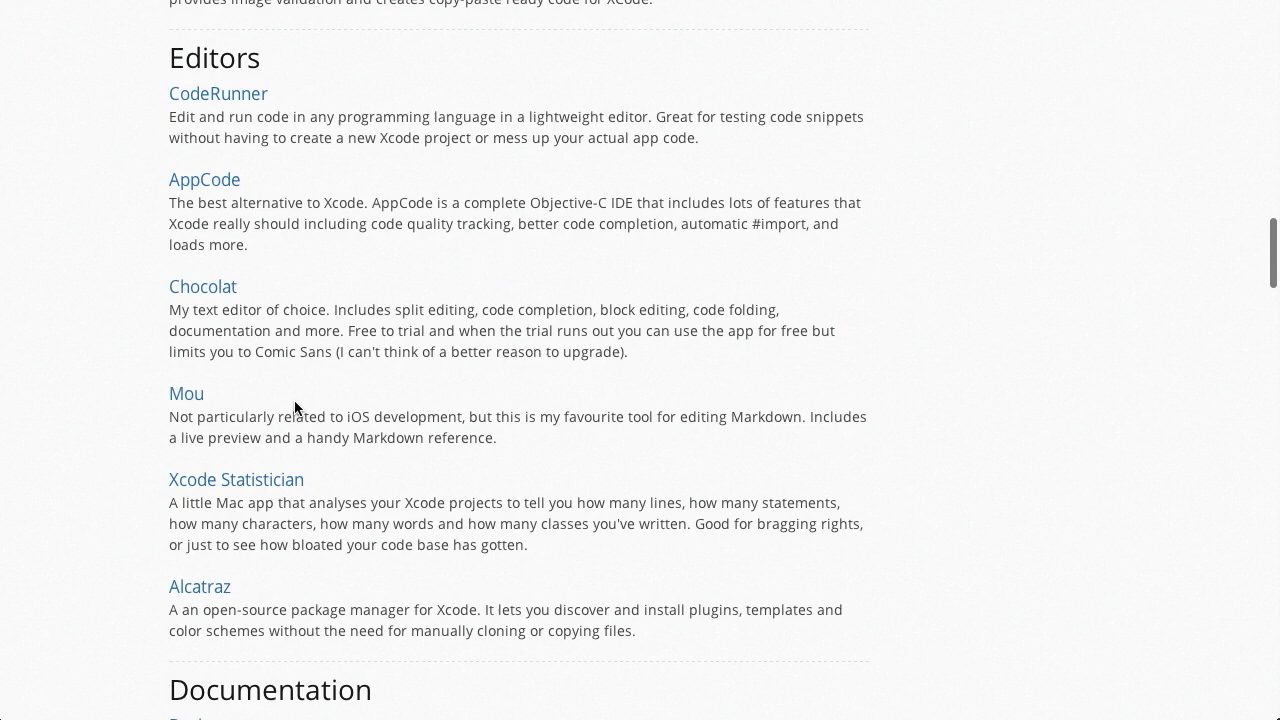 provides image validation and creates copy-paste ready code for XCode.
Editors
CodeRunner
Edit and run code in any programming language in a lightweight editor. Great for testing code snippets
without having to create a new Xcode project or mess up your actual app code.
AppCode
The best alternative to Xcode. AppCode is a complete Objective-C IDE that includes lots of features that
Xcode really should including code quality tracking, better code completion, automatic #import, and
loads more.
Chocolat
My text editor of choice. Includes split editing, code completion, block editing, code folding,
documentation and more. Free to trial and when the trial runs out you can use the app for free but
limits you to Comic Sans (I can't think of a better reason to upgrade).
Mou
Not particularly related to iOS development, but this is my favourite tool for editing Markdown. Includes
a live preview and a handy Markdown reference.
Xcode Statistician
A little Mac app that analyses your Xcode projects to tell you how many lines, how many statements,
how many characters, how many words and how many classes you've written. Good for bragging rights,
or just to see how bloated your code base has gotten.
Alcatraz
A an open-source package manager for Xcode. It lets you discover and install plugins, templates and
color schemes without the need for manually cloning or copying files.
Documentation